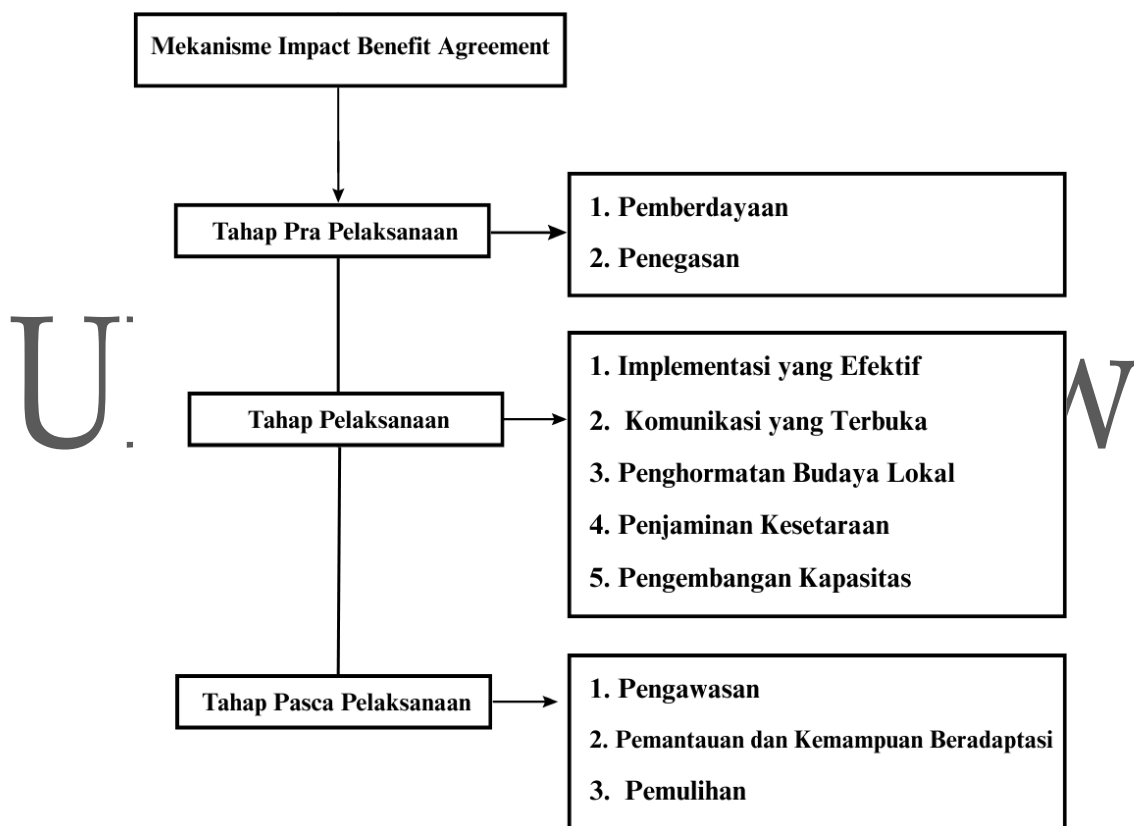 Mekanisme Impact Benefit Agreement
Tahap Pra Pelaksanaan
1. Pemberdayaan
2. Penegasan
Tahap Pelaksanaan
1. Implementasi yang Efektif
2. Komunikasi yang Terbuka
3. Penghormatan Budaya Lokal
4. Penjaminan Kesetaraan
5. Pengembangan Kapasitas
Tahap Pasca Pelaksanaan
1. Pengawasan
2. Pemantauan dan Kemampuan Beradaptasi
3. Pemulihan